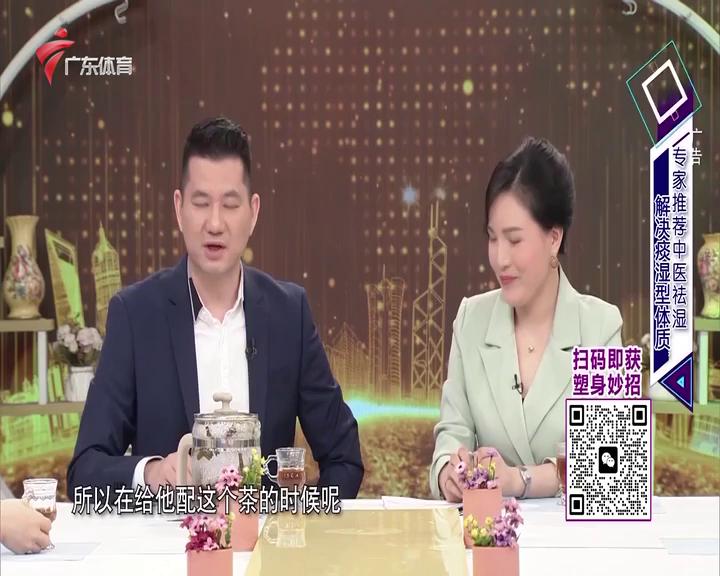 广东体育
广告
专家推荐中医祛湿
解决痰湿型体质
扫码即获
塑身妙招
所以在给他配这个茶的时候呢